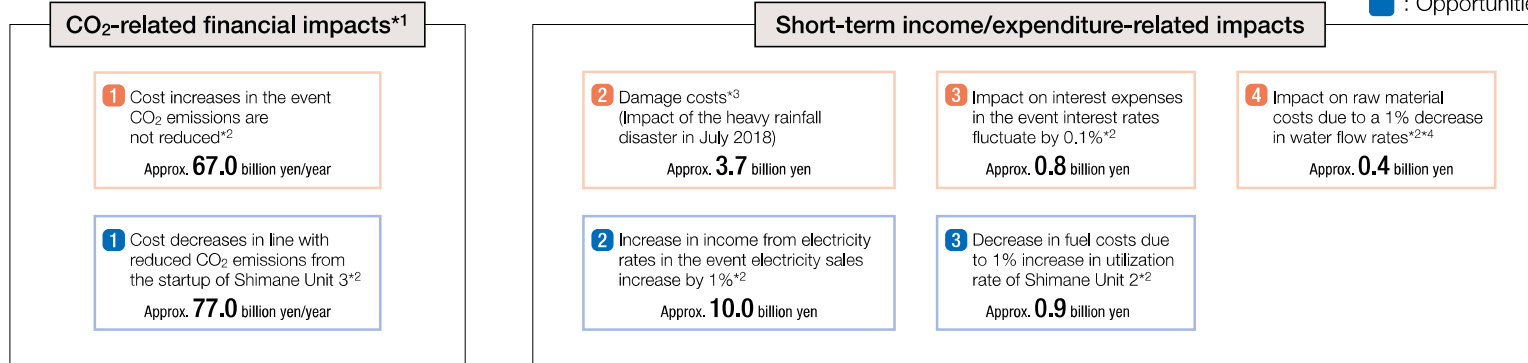 : Opportunitie
CO₂-related financial impacts*1
1 Cost increases in the event
CO₂ emissions are
not reduced*2
Approx. 67.0 billion yen/year
1 Cost decreases in line with
reduced CO₂ emissions from
the startup of Shimane Unit 3*2
Approx. 77.0 billion yen/year
Short-term income/expenditure-related impacts
2 Damage costs*3
(Impact of the heavy rainfall
disaster in July 2018)
Approx. 3.7 billion yen
3 Impact on interest expenses
in the event interest rates
fluctuate by 0.1%*2
Approx. 0.8 billion yen
4 Impact on raw material
costs due to a 1% decrease
in water flow rates*2*4
Approx. 0.4 billion yen
2 Increase in income from electricity
rates in the event electricity sales
increase by 1%*2
Approx. 10.0 billion yen
3 Decrease in fuel costs due
to 1% increase in utilization
rate of Shimane Unit 2*2
Approx. 0.9 billion yen